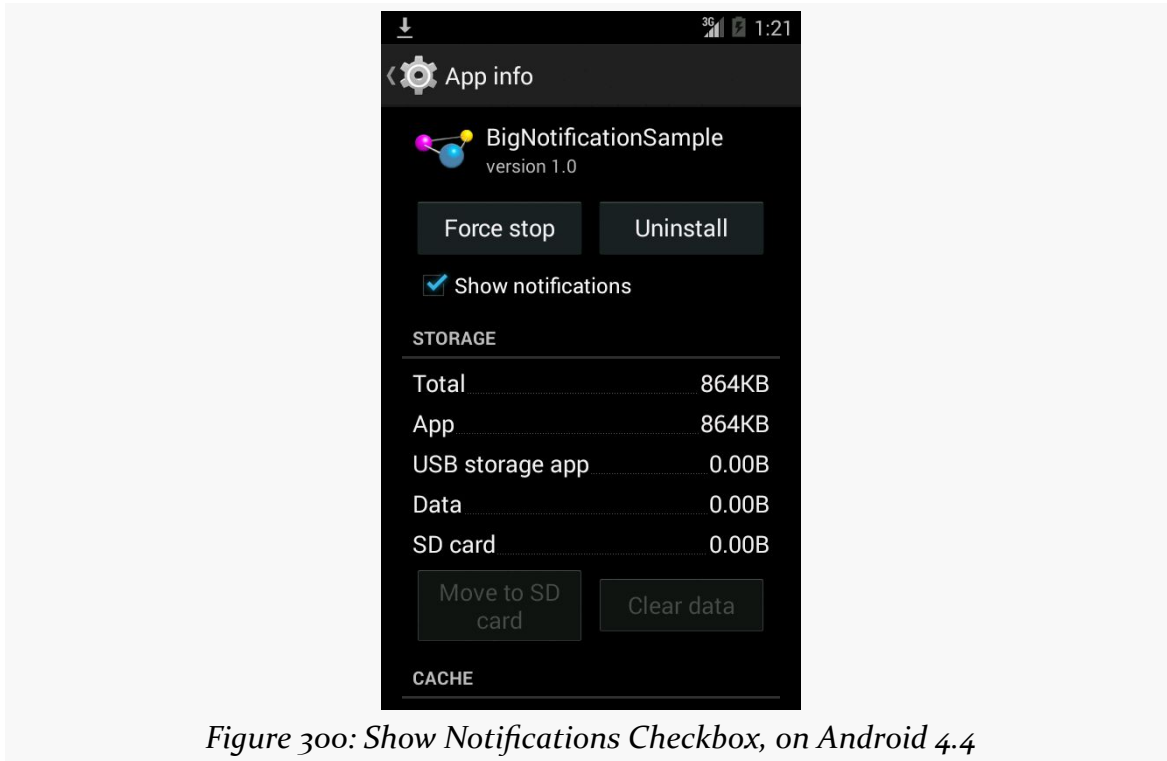 3G 1:21
App info
BigNotificationSample
version 1.0
Force stop Uninstall
Show notifications
STORAGE
Total 864KB
App 864KB
USB storage app 0.00B
Data 0.00B
SD card 0.00B
Move to SD
card
Clear data
CACHE
Figure 300: Show Notifications Checkbox, on Android 4.4